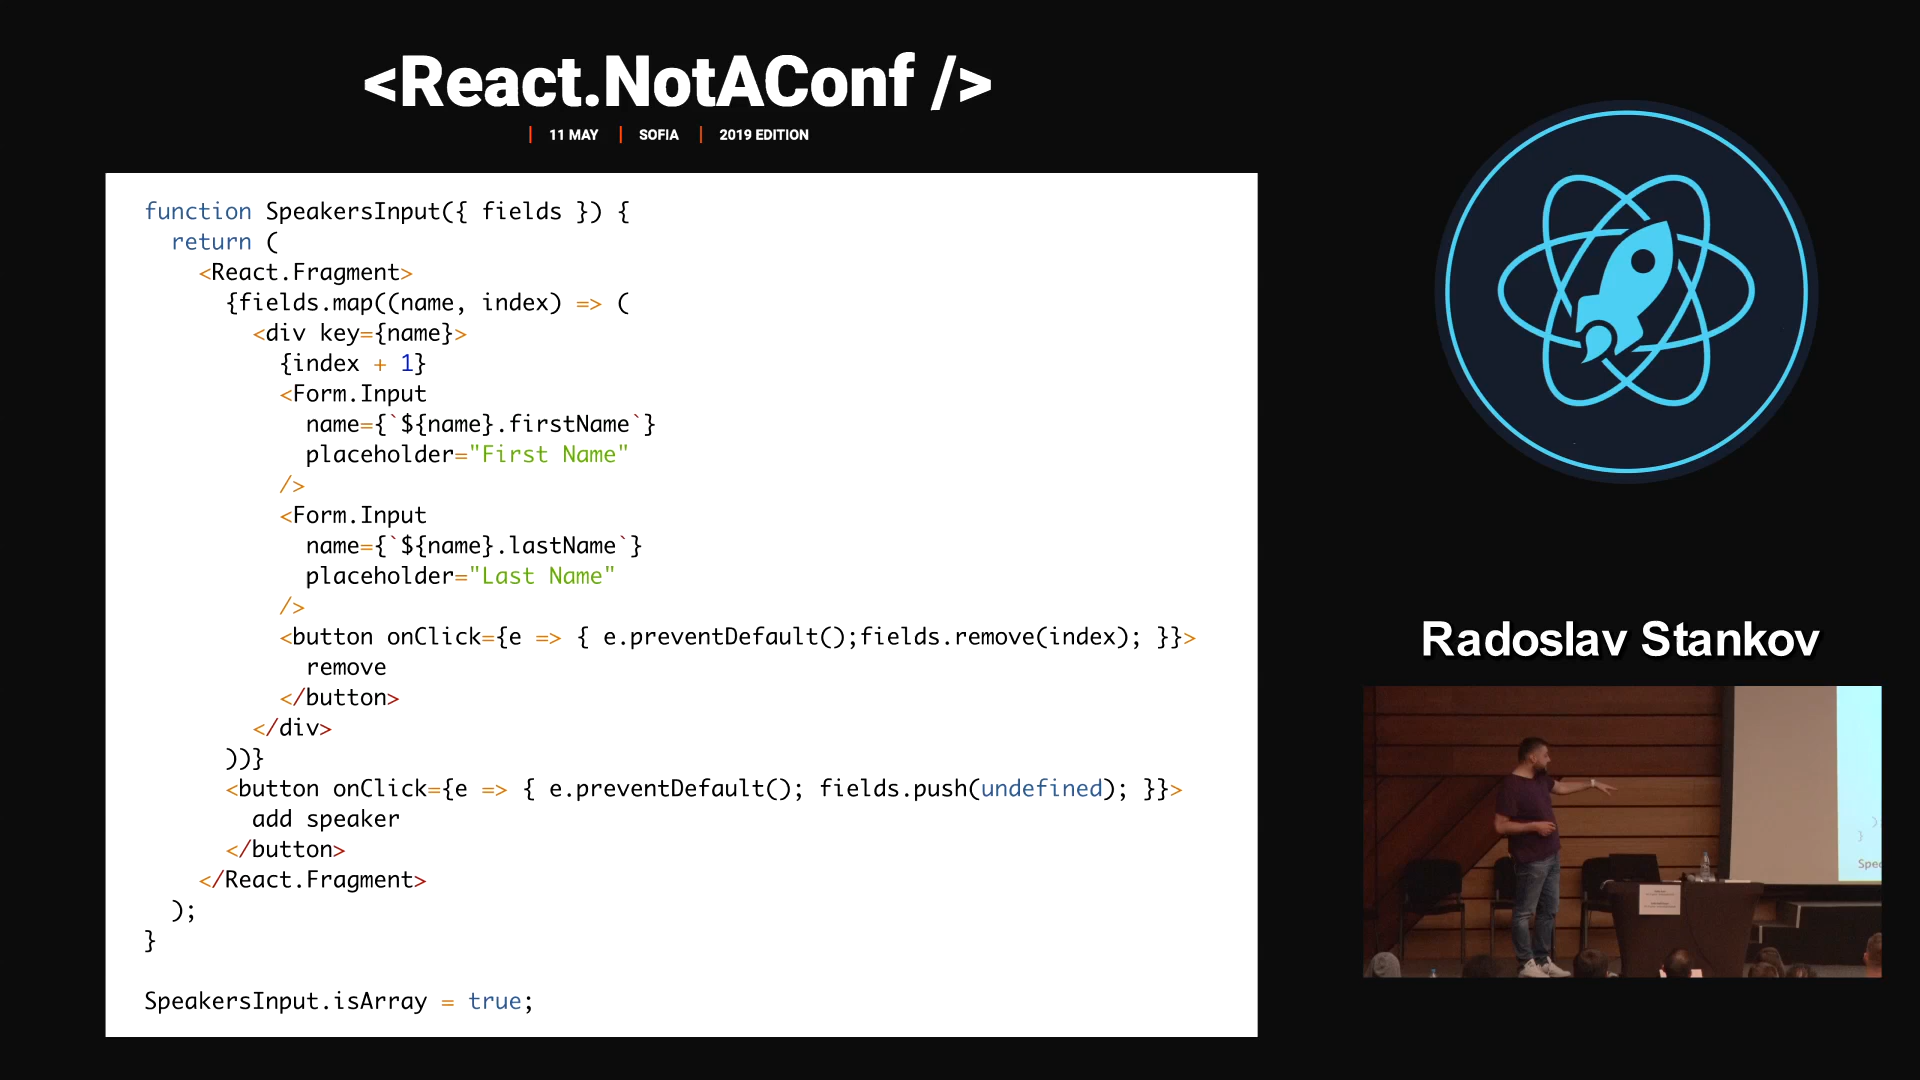 <React.NotAConf />
| 11 MAY | SOFIA | 2019 EDITION
function SpeakersInput({ fields }) {
  return (
    <React.Fragment>
      {fields.map((name, index) => (
        <div key={name}>
          {index + 1}
          <Form.Input
            name={`${name}.firstName`}
            placeholder="First Name"
          />
          <Form.Input
            name={`${name}.lastName`}
            placeholder="Last Name"
          />
          <button onClick={e => { e.preventDefault();fields.remove(index); }}>
            remove
          </button>
        </div>
      ))}
      <button onClick={e => { e.preventDefault(); fields.push(undefined); }}>
        add speaker
      </button>
    </React.Fragment>
  );
}
SpeakersInput.isArray = true;
Radoslav Stankov
)
}